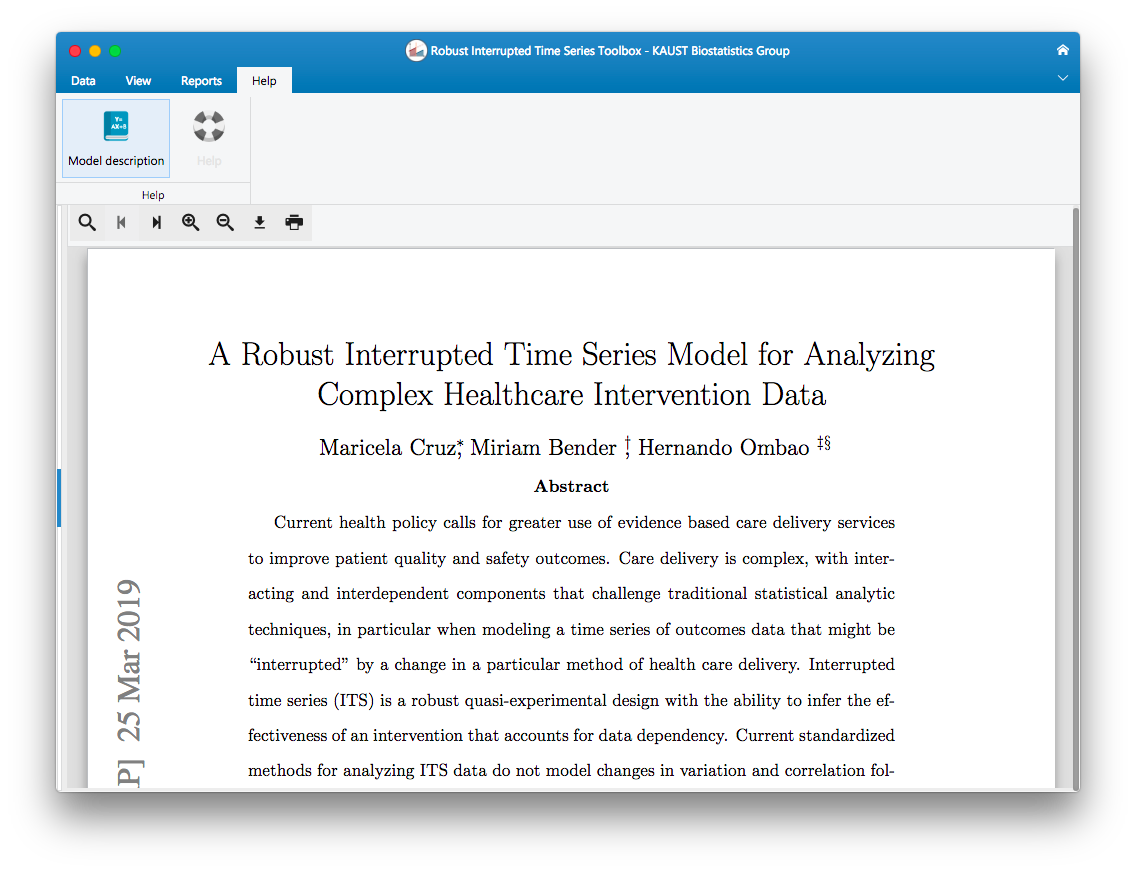 Robust Interrupted Time Series Toolbox - KAUST Biostatistics Group
Data View Reports Help
Y=
AX+B
Model description Help
Help
A Robust Interrupted Time Series Model for Analyzing
Complex Healthcare Intervention Data
Maricela Cruz*, Miriam Bender †, Hernando Ombao ‡§
Abstract
Current health policy calls for greater use of evidence based care delivery services
to improve patient quality and safety outcomes. Care delivery is complex, with inter-
acting and interdependent components that challenge traditional statistical analytic
techniques, in particular when modeling a time series of outcomes data that might be
“interrupted” by a change in a particular method of health care delivery. Interrupted
time series (ITS) is a robust quasi-experimental design with the ability to infer the ef-
fectiveness of an intervention that accounts for data dependency. Current standardized
methods for analyzing ITS data do not model changes in variation and correlation fol-
P] 25 Mar 2019